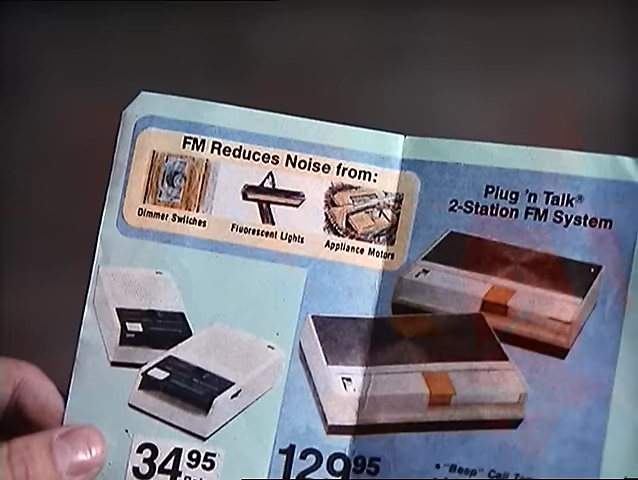 FM Reduces Noise from:
Dimmer Switches
Fluorescent Lights
Appliance Motors
Plug 'n Talk®
2-Station FM System
34 95
129 95
• "Beep" Call